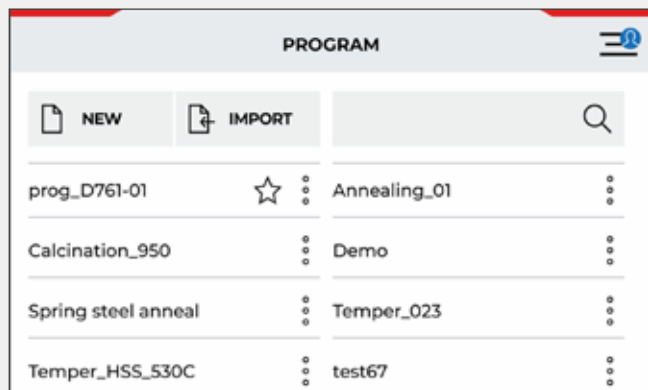 PROGRAM
NEW IMPORT
prog_D761-01 Annealing_01
Calcination_950 Demo
Spring steel anneal Temper_023
Temper_HSS_530C test67